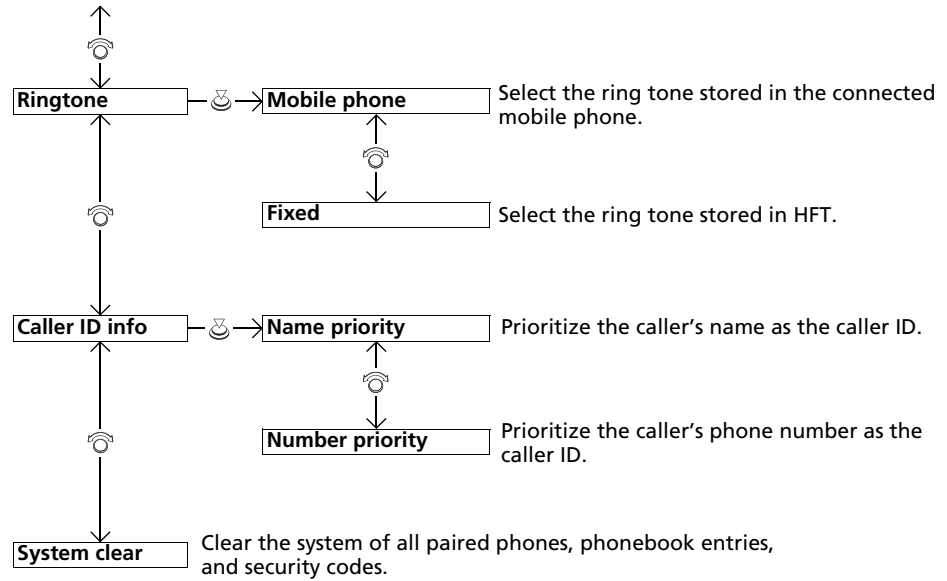 Ringtone
Mobile phone
Select the ring tone stored in the connected
mobile phone.
Fixed
Select the ring tone stored in HFT.
Caller ID info
Name priority
Prioritize the caller’s name as the caller ID.
Number priority
Prioritize the caller’s phone number as the
caller ID.
System clear
Clear the system of all paired phones, phonebook entries,
and security codes.